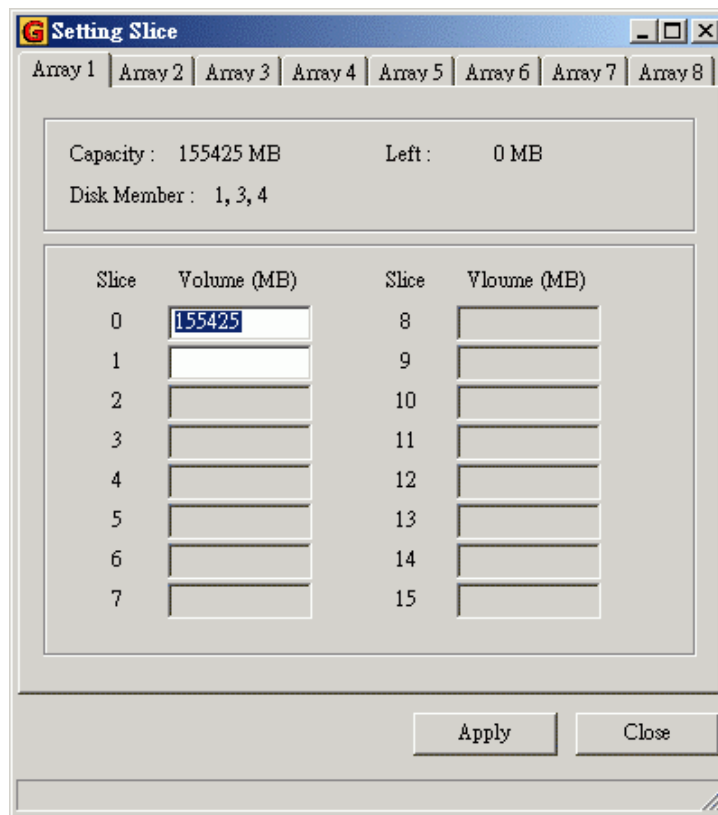 G Setting Slice
Array 1 Array 2 Array 3 Array 4 Array 5 Array 6 Array 7 Array 8
Capacity : 155425 MB Left : 0 MB
Disk Member : 1, 3, 4
Slice Volume (MB) Slice Vloume (MB)
0 155425 8
1 9
2 10
3 11
4 12
5 13
6 14
7 15
Apply Close